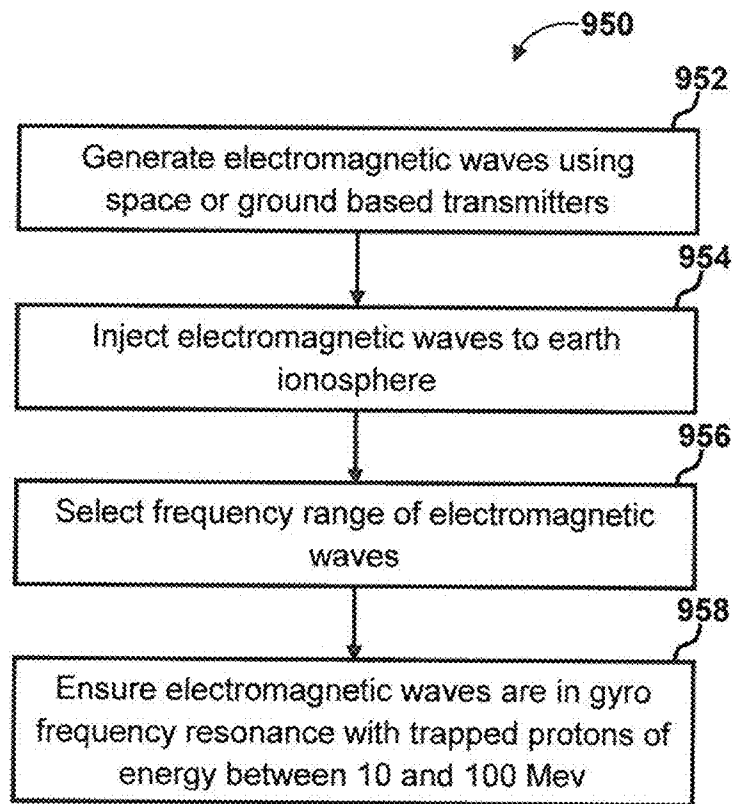 950
952
Generate electromagnetic waves using
space or ground based transmitters
954
Inject electromagnetic waves to earth
ionosphere
956
Select frequency range of electromagnetic
waves
958
Ensure electromagnetic waves are in gyro
frequency resonance with trapped protons of
energy between 10 and 100 Mev